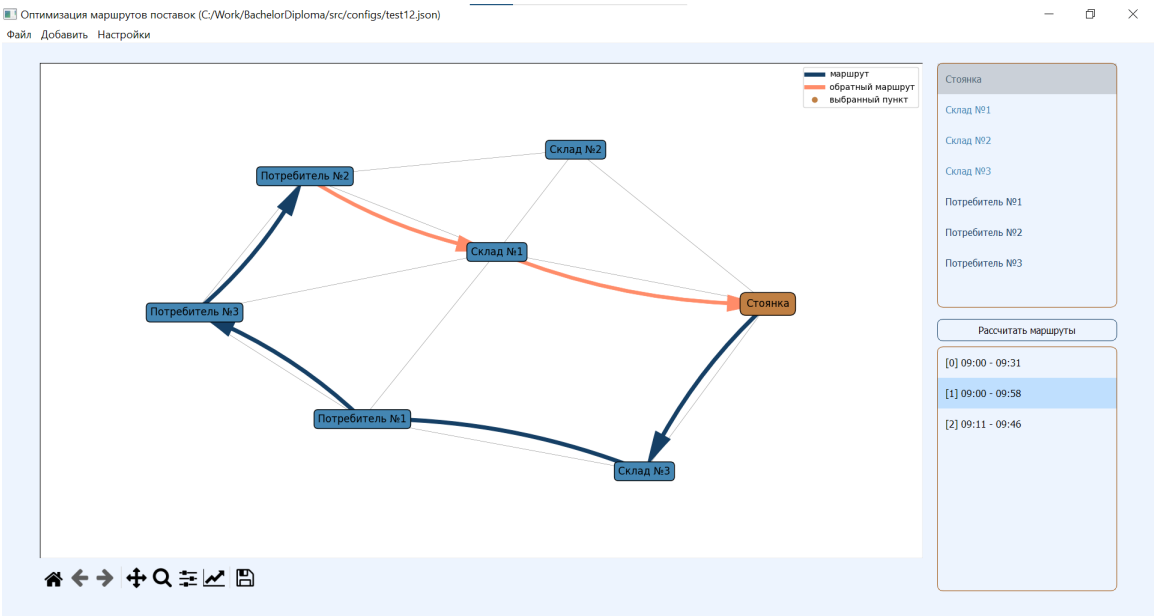 Оптимизация маршрутов поставок (C:/Work/BachelorDiploma/src/configs/test12.json)
Файл Добавить Настройки
маршрут
обратный маршрут
выбранный пункт
Склад №2
Потребитель №2
Склад №1
Стоянка
Потребитель №3
Потребитель №1
Склад №3
Стоянка
Склад №1
Склад №2
Склад №3
Потребитель №1
Потребитель №2
Потребитель №3
Рассчитать маршруты
[0] 09:00 - 09:31
[1] 09:00 - 09:58
[2] 09:11 - 09:46